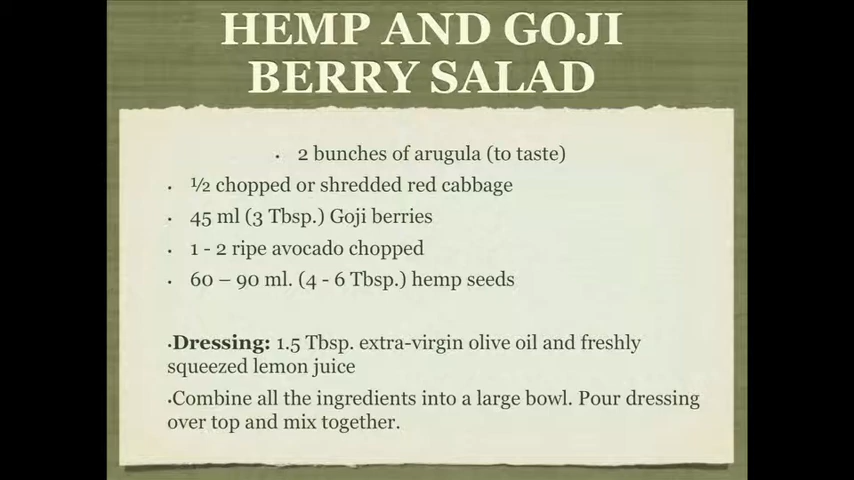 HEMP AND GOJI
BERRY SALAD
• 2 bunches of arugula (to taste)
• ½ chopped or shredded red cabbage
• 45 ml (3 Tbsp.) Goji berries
• 1 - 2 ripe avocado chopped
• 60 – 90 ml. (4 - 6 Tbsp.) hemp seeds
•Dressing: 1.5 Tbsp. extra-virgin olive oil and freshly
squeezed lemon juice
•Combine all the ingredients into a large bowl. Pour dressing
over top and mix together.